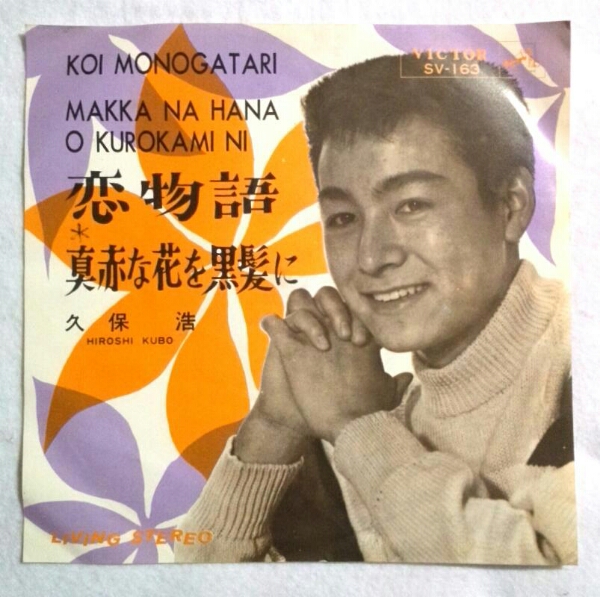 KOI MONOGATARI
VICTOR
SV-163
MAKKA NA HANA
O KUROKAMI NI
恋物語
*
真赤な花を黒髪に
久保 浩
HIROSHI KUBO
LIVING STEREO